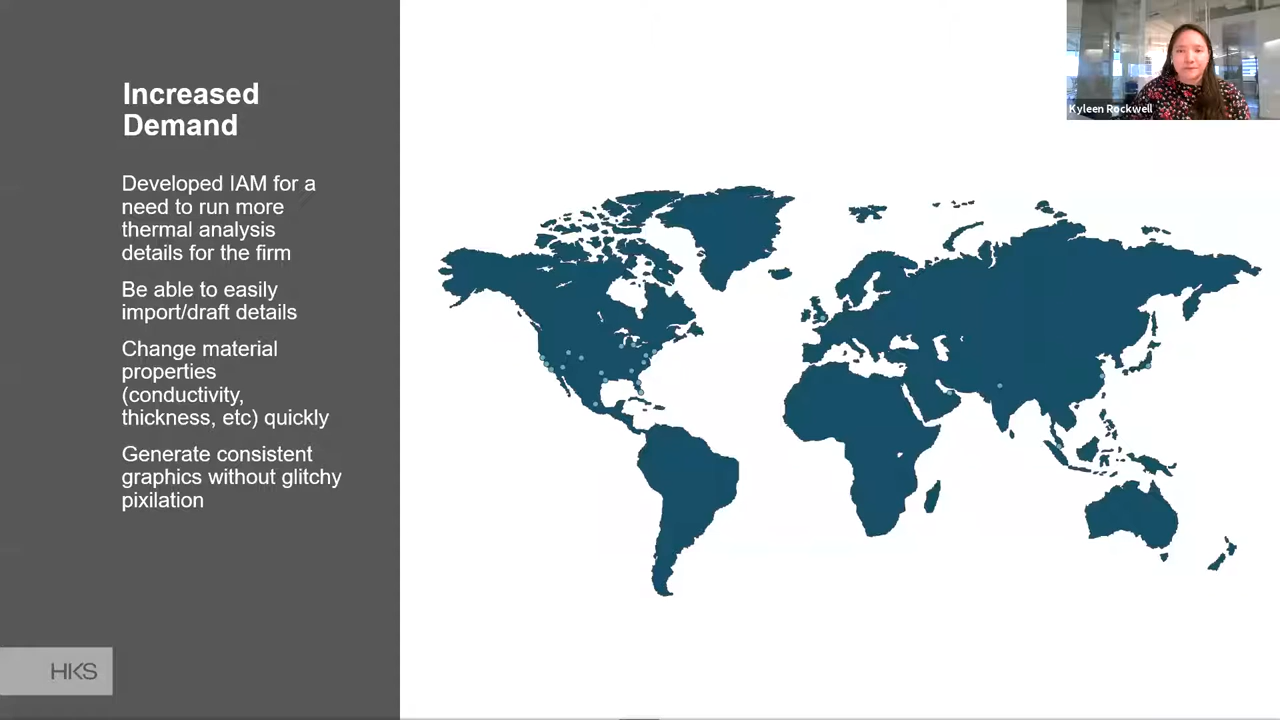 Increased
Demand
Developed IAM for a
need to run more
thermal analysis
details for the firm
Be able to easily
import/draft details
Change material
properties
(conductivity,
thickness, etc) quickly
Generate consistent
graphics without glitchy
pixilation
HKS
Kyleen Rockwell